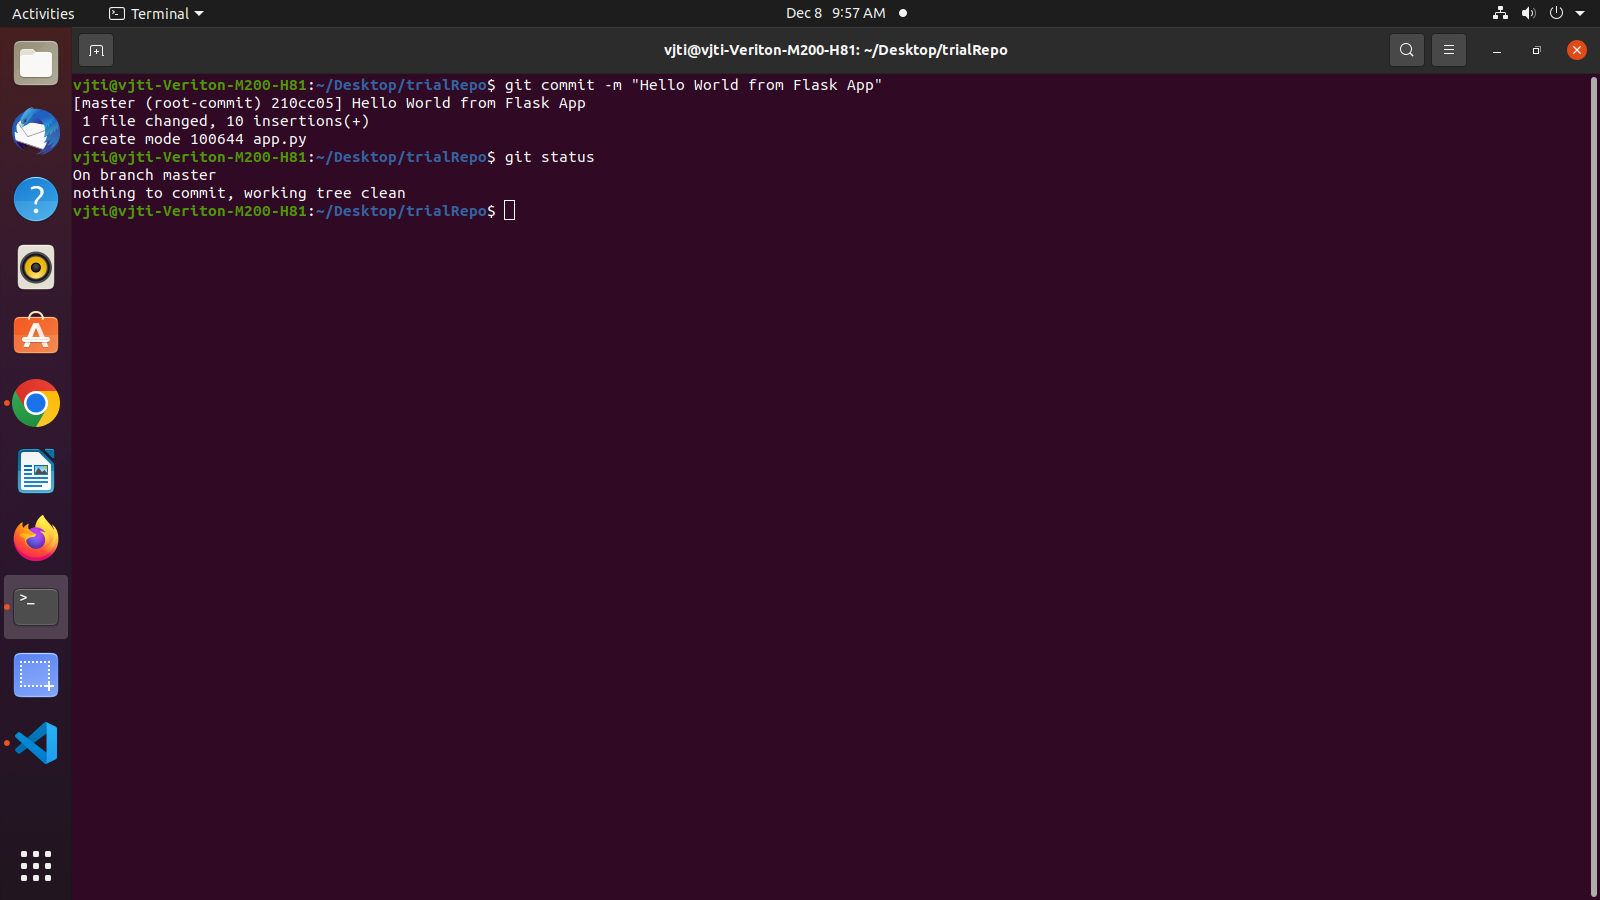 Activities
Terminal
Dec 8 9:57 AM
vjti@vjti-Veriton-M200-H81: ~/Desktop/trialRepo
vjti@vjti-Veriton-M200-H81:~/Desktop/trialRepo$ git commit -m "Hello World from Flask App"
[master (root-commit) 210cc05] Hello World from Flask App
 1 file changed, 10 insertions(+)
 create mode 100644 app.py
vjti@vjti-Veriton-M200-H81:~/Desktop/trialRepo$ git status
On branch master
nothing to commit, working tree clean
vjti@vjti-Veriton-M200-H81:~/Desktop/trialRepo$